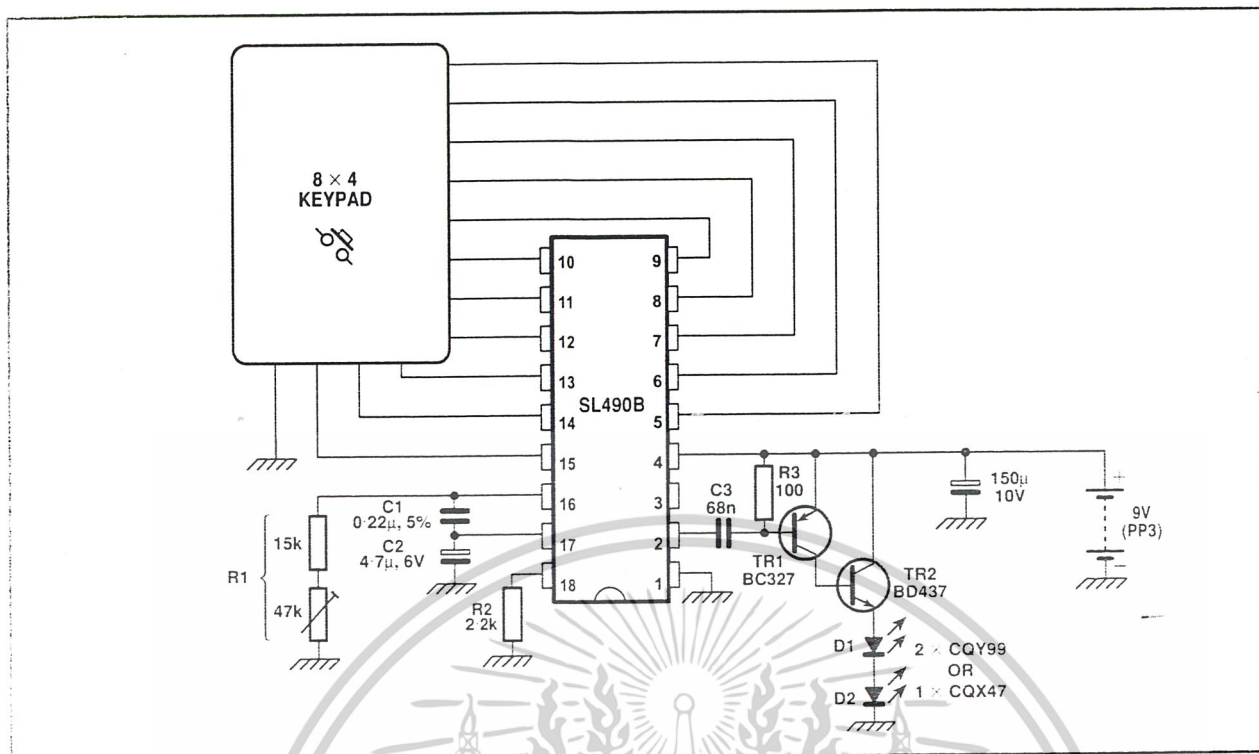 8 × 4
KEYPAD
10
9
11
8
12
7
13
6
SL490B
14
5
15
4
16
3
17
2
18
1
C1
0·22µ, 5%
C2
4·7µ, 6V
R1
15k
47k
R2
2·2k
C3
68n
R3
100
TR1
BC327
TR2
BD437
150µ
10V
+
9V
(PP3)
−
D1
2 × CQY99
OR
D2
1 × CQX47